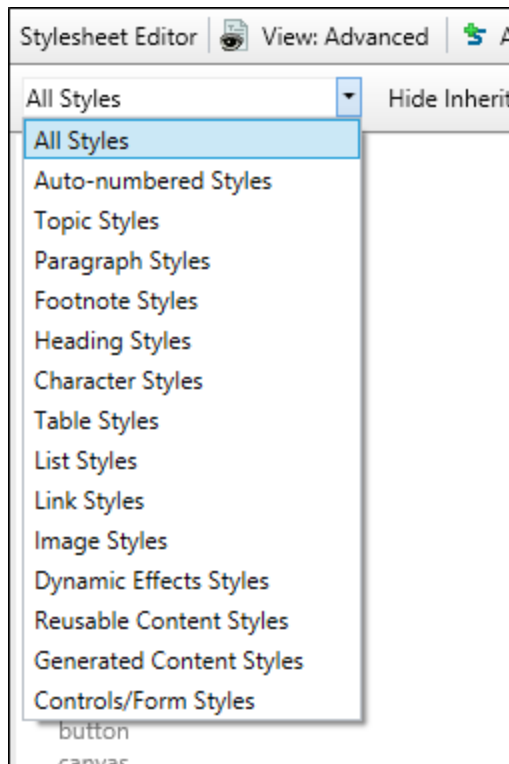 Stylesheet Editor View: Advanced
All Styles Hide
All Styles
Auto-numbered Styles
Topic Styles
Paragraph Styles
Footnote Styles
Heading Styles
Character Styles
Table Styles
List Styles
Link Styles
Image Styles
Dynamic Effects Styles
Reusable Content Styles
Generated Content Styles
Controls/Form Styles
button
canvas